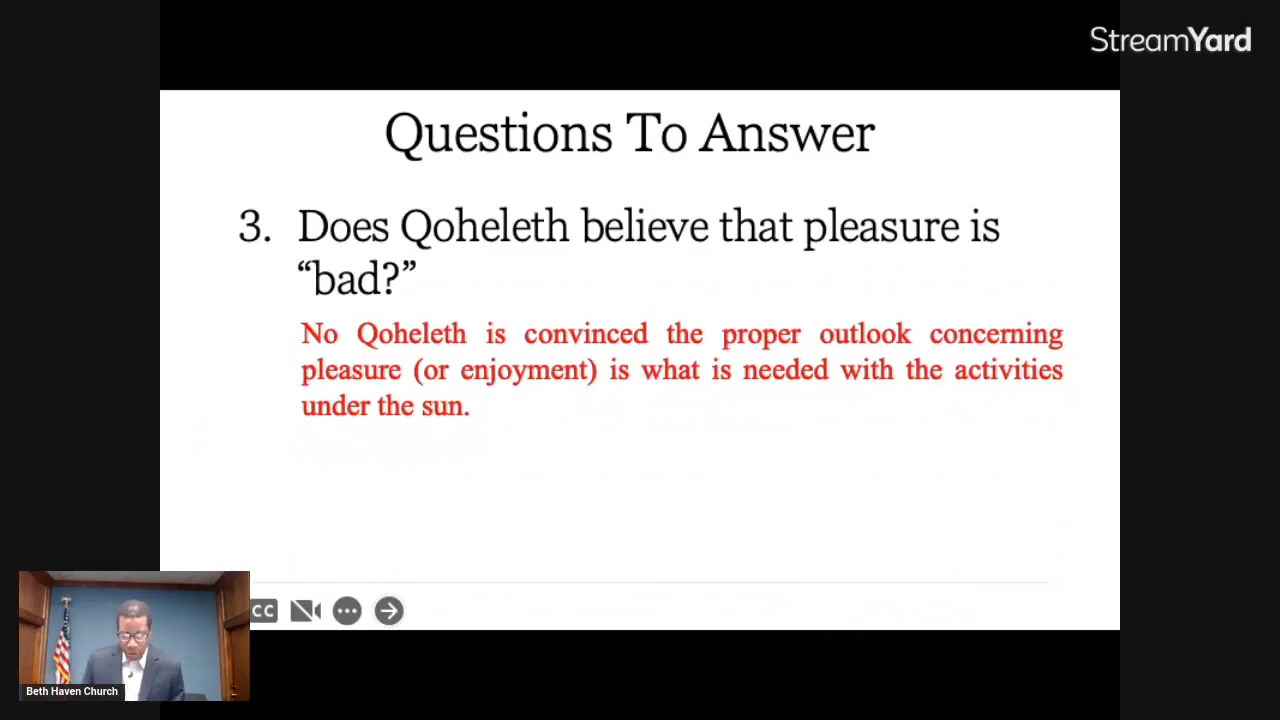 StreamYard
Questions To Answer
3. Does Qoheleth believe that pleasure is
“bad?”
No Qoheleth is convinced the proper outlook concerning
pleasure (or enjoyment) is what is needed with the activities
under the sun.
CC
Beth Haven Church